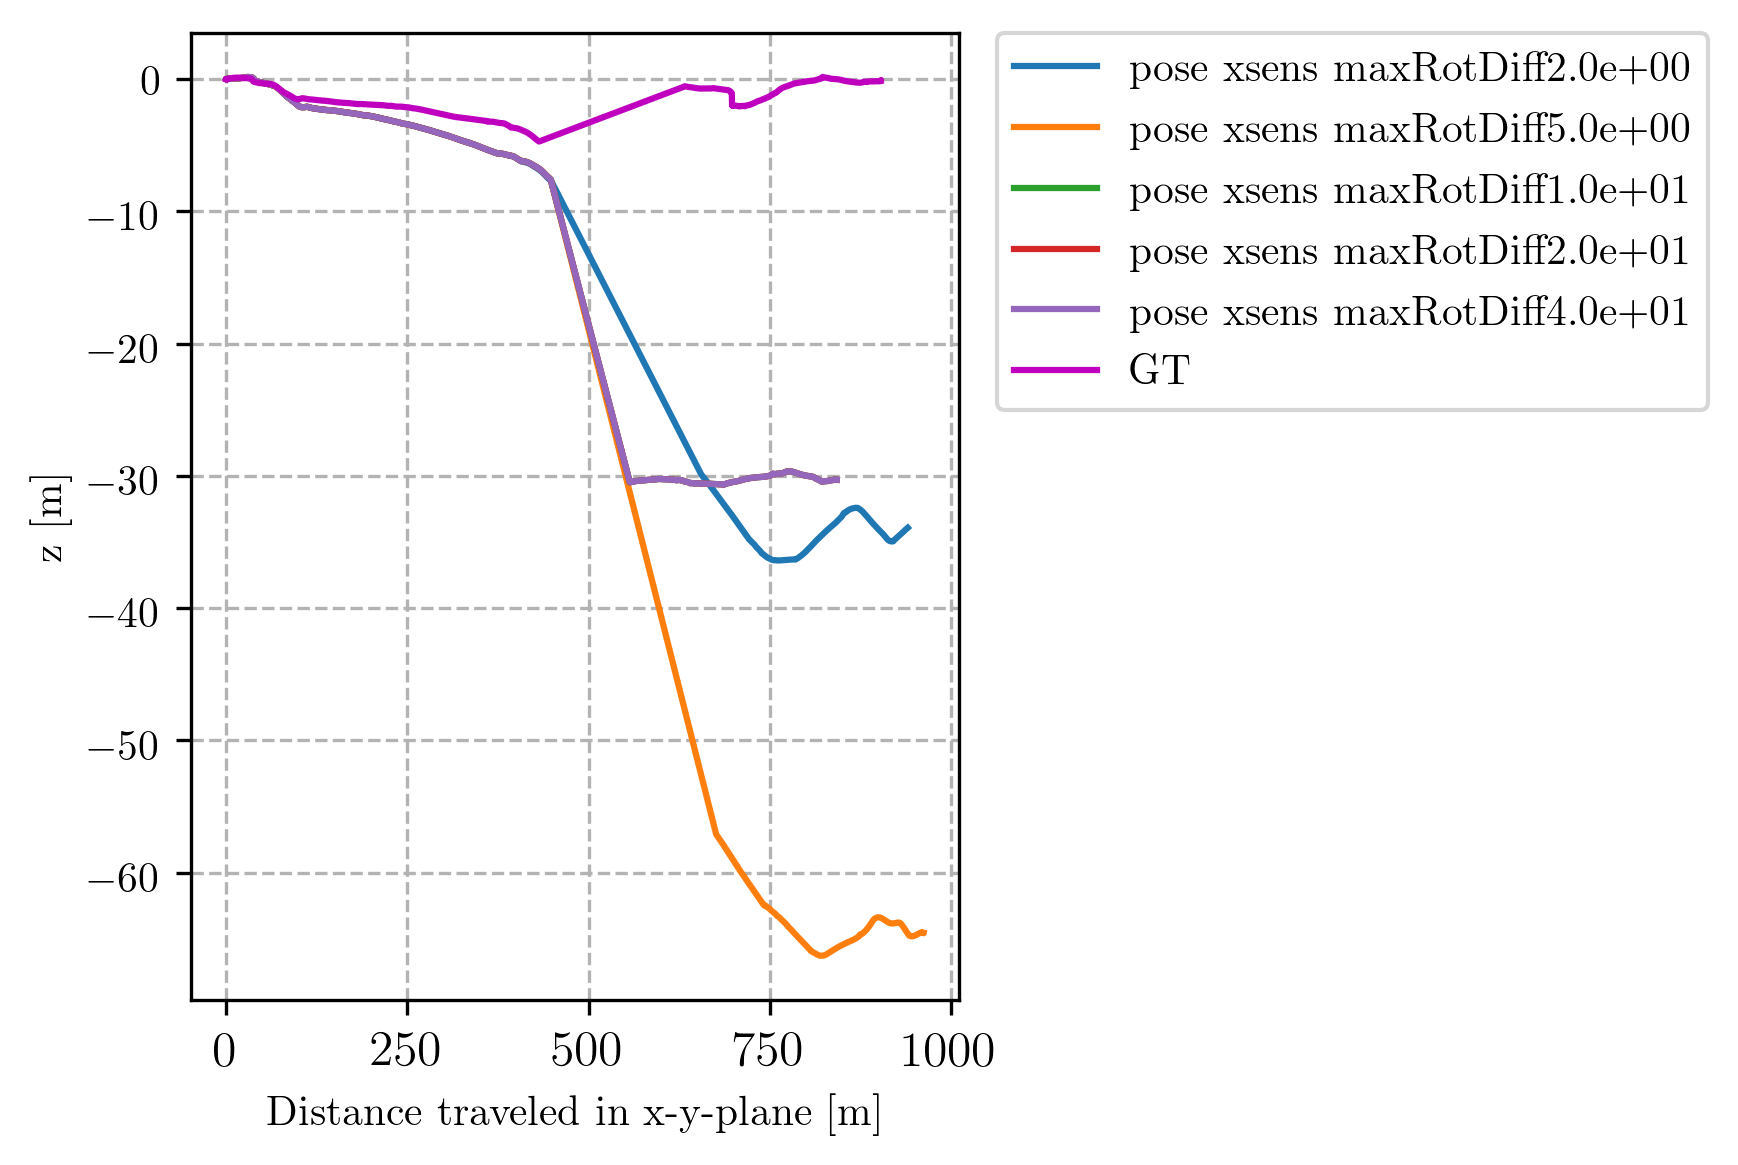 0
−10
−20
−30
−40
−50
−60
z [m]
0 250 500 750 1000
Distance traveled in x-y-plane [m]
pose xsens maxRotDiff2.0e+00
pose xsens maxRotDiff5.0e+00
pose xsens maxRotDiff1.0e+01
pose xsens maxRotDiff2.0e+01
pose xsens maxRotDiff4.0e+01
GT